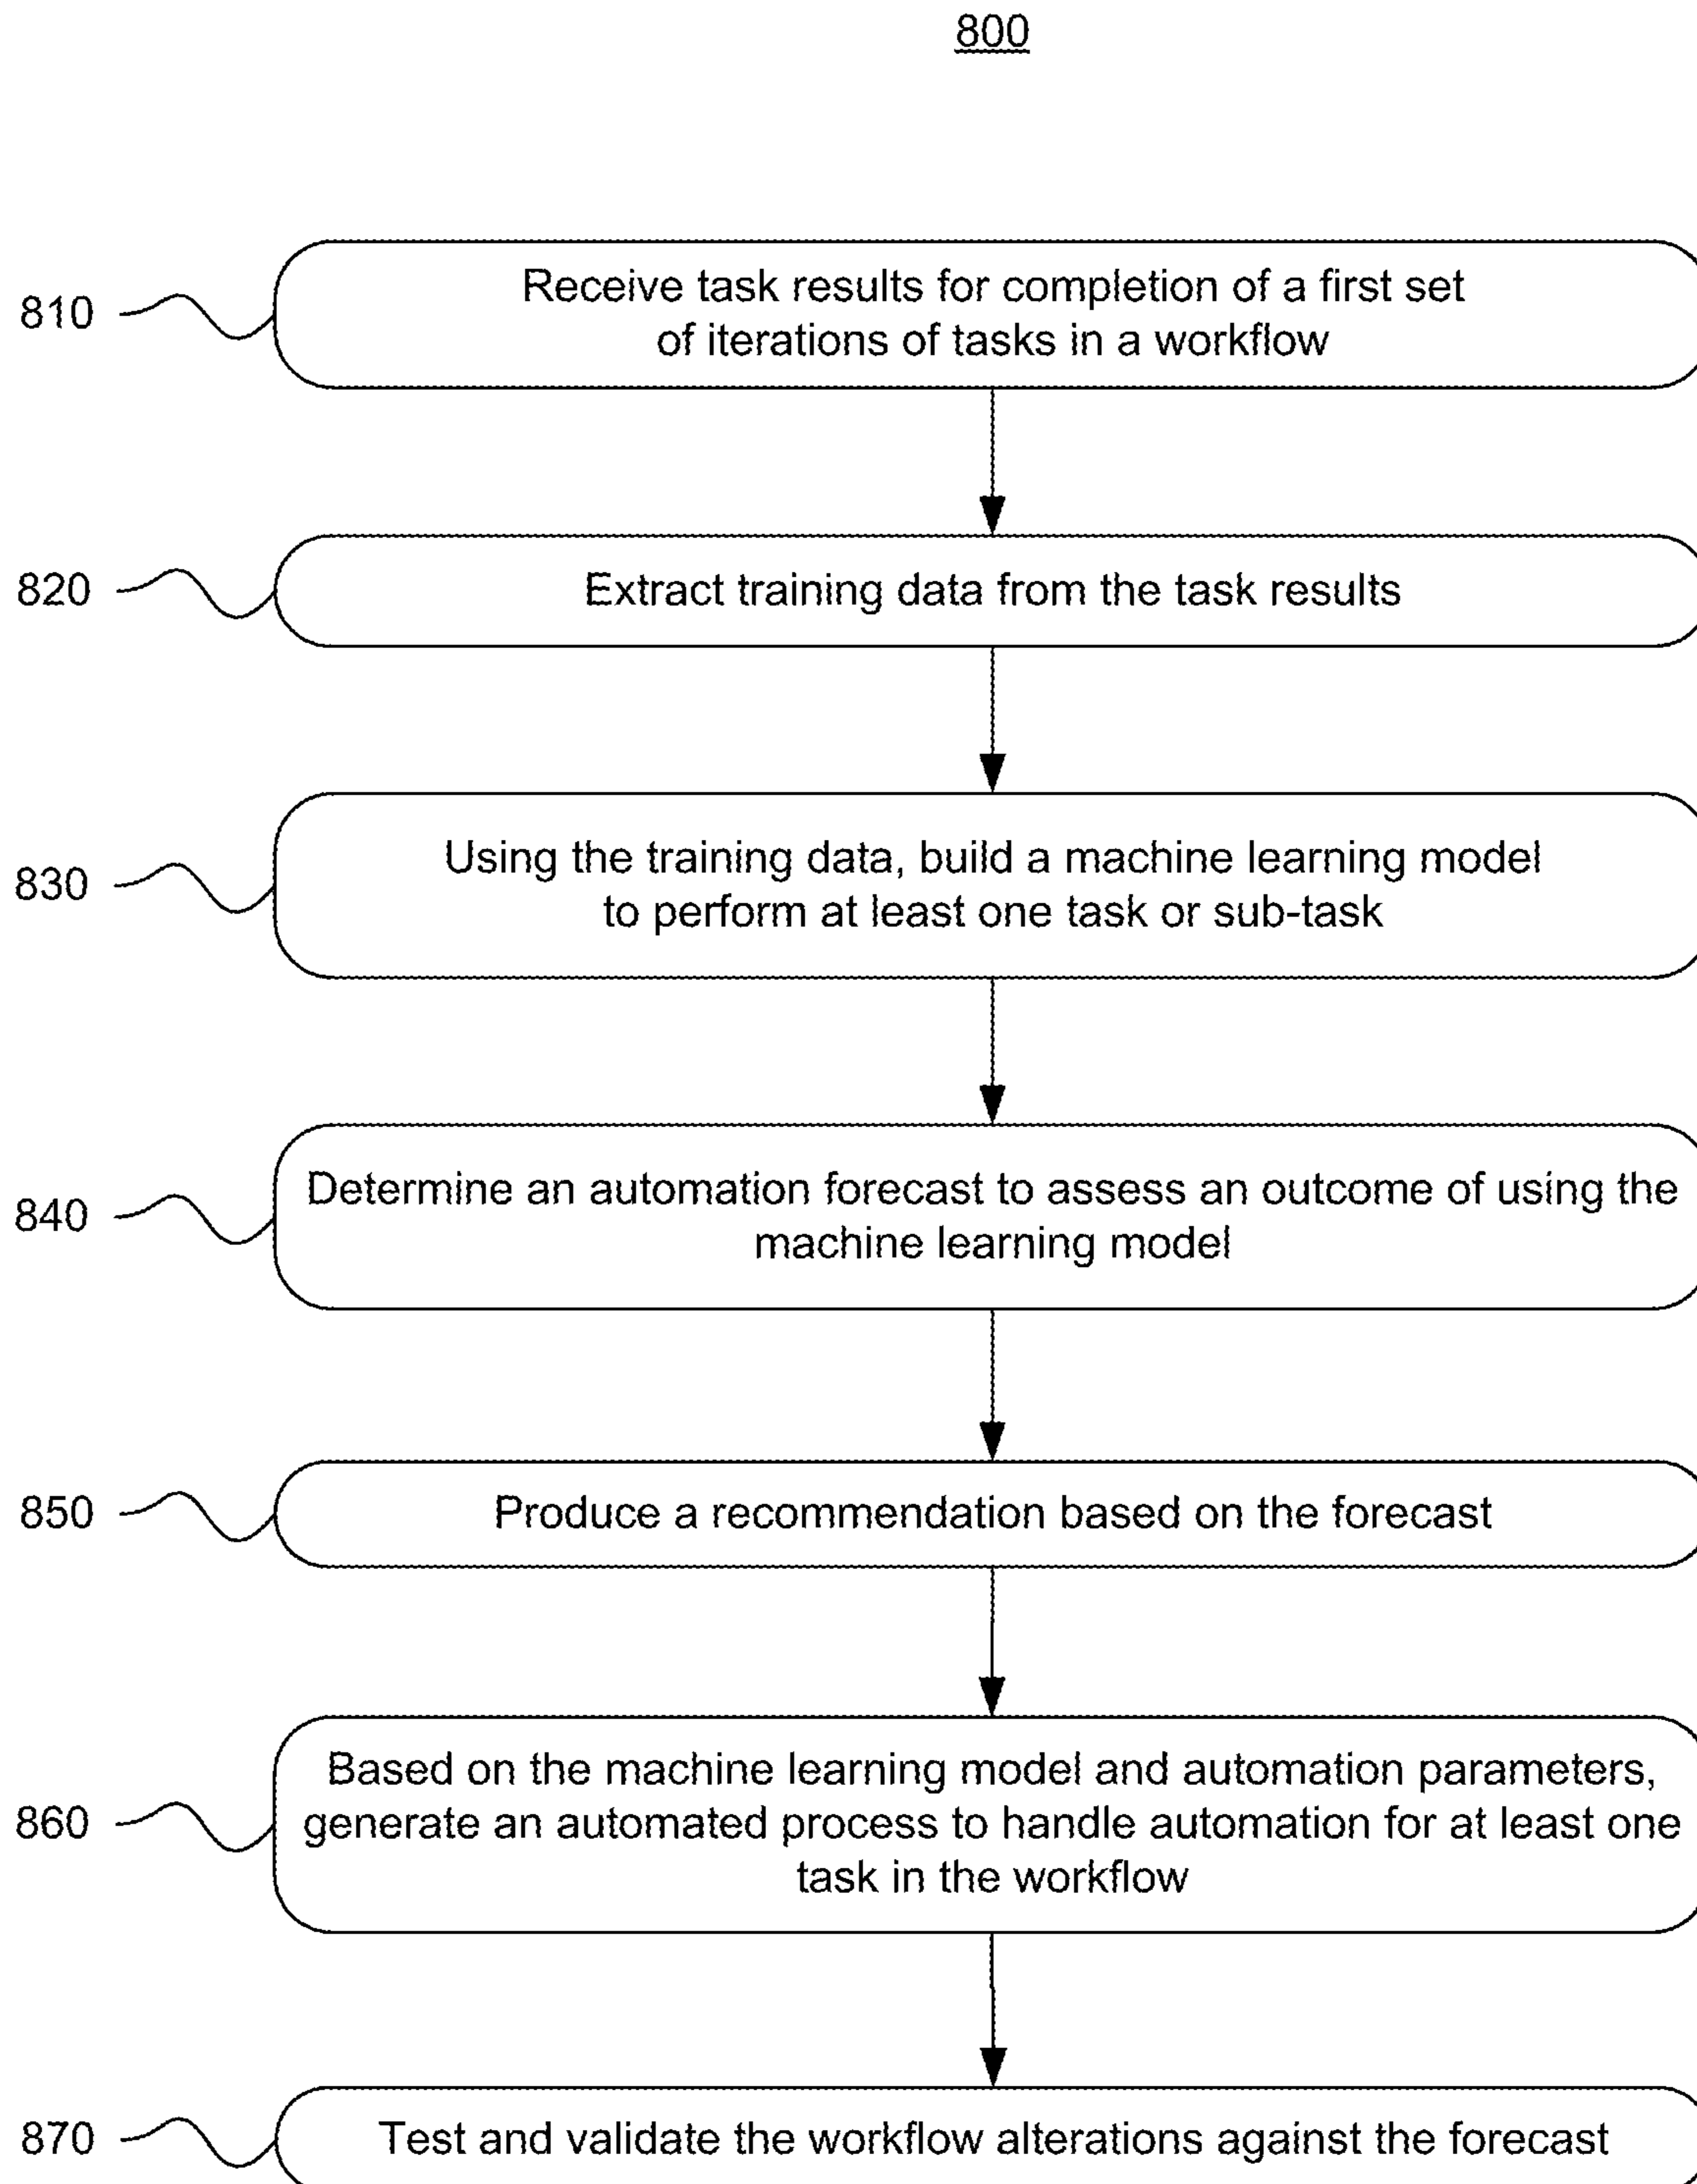 800
810
Receive task results for completion of a first set
of iterations of tasks in a workflow
820
Extract training data from the task results
830
Using the training data, build a machine learning model
to perform at least one task or sub-task
840
Determine an automation forecast to assess an outcome of using the
machine learning model
850
Produce a recommendation based on the forecast
860
Based on the machine learning model and automation parameters,
generate an automated process to handle automation for at least one
task in the workflow
870
Test and validate the workflow alterations against the forecast